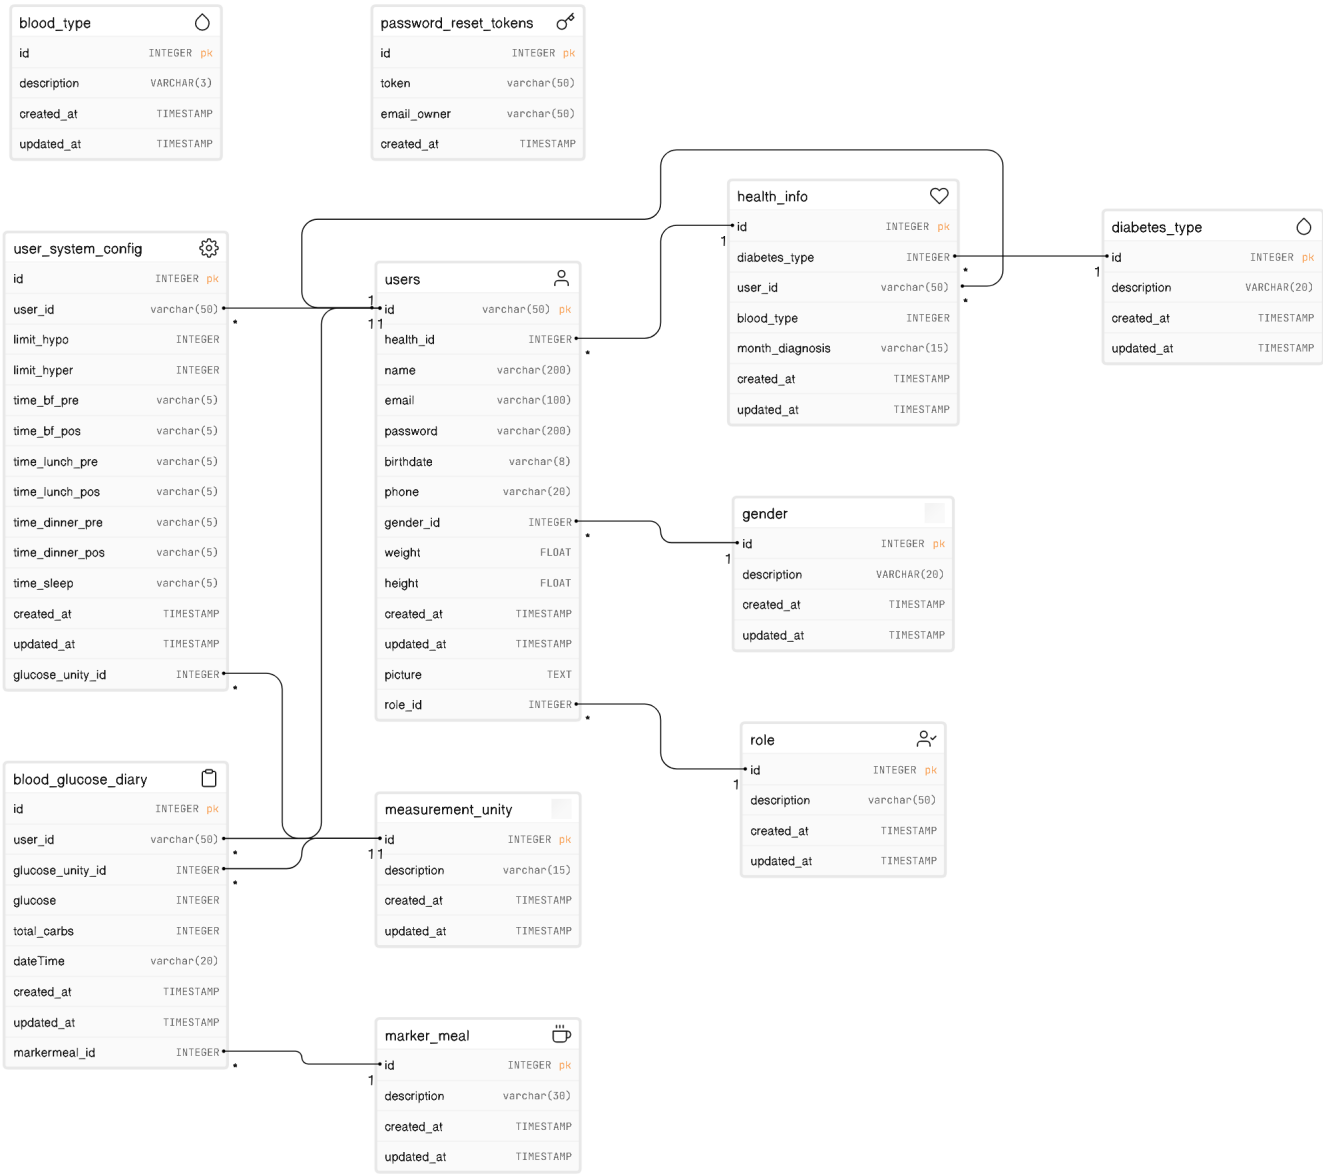 blood_type
id INTEGER pk
description VARCHAR(3)
created_at TIMESTAMP
updated_at TIMESTAMP
password_reset_tokens
id INTEGER pk
token varchar(50)
email_owner varchar(50)
created_at TIMESTAMP
user_system_config
id INTEGER pk
user_id varchar(50)
*
limit_hypo INTEGER
limit_hyper INTEGER
time_bf_pre varchar(5)
time_bf_pos varchar(5)
time_lunch_pre varchar(5)
time_lunch_pos varchar(5)
time_dinner_pre varchar(5)
time_dinner_pos varchar(5)
time_sleep varchar(5)
created_at TIMESTAMP
updated_at TIMESTAMP
glucose_unity_id INTEGER
*
users
1
id varchar(50) pk
11
health_id INTEGER
*
name varchar(200)
email varchar(100)
password varchar(200)
birthdate varchar(8)
phone varchar(20)
gender_id INTEGER
*
weight FLOAT
height FLOAT
created_at TIMESTAMP
updated_at TIMESTAMP
picture TEXT
role_id INTEGER
*
health_info
id INTEGER pk
1
diabetes_type INTEGER
*
user_id varchar(50)
*
blood_type INTEGER
month_diagnosis varchar(15)
created_at TIMESTAMP
updated_at TIMESTAMP
diabetes_type
id INTEGER pk
1
description VARCHAR(20)
created_at TIMESTAMP
updated_at TIMESTAMP
gender
id INTEGER pk
1
description VARCHAR(20)
created_at TIMESTAMP
updated_at TIMESTAMP
role
id INTEGER pk
1
description varchar(50)
created_at TIMESTAMP
updated_at TIMESTAMP
blood_glucose_diary
id INTEGER pk
user_id varchar(50)
*
glucose_unity_id INTEGER
*
glucose INTEGER
total_carbs INTEGER
dateTime varchar(20)
created_at TIMESTAMP
updated_at TIMESTAMP
markermeal_id INTEGER
*
measurement_unity
id INTEGER pk
11
description varchar(15)
created_at TIMESTAMP
updated_at TIMESTAMP
marker_meal
id INTEGER pk
1
description varchar(30)
created_at TIMESTAMP
updated_at TIMESTAMP